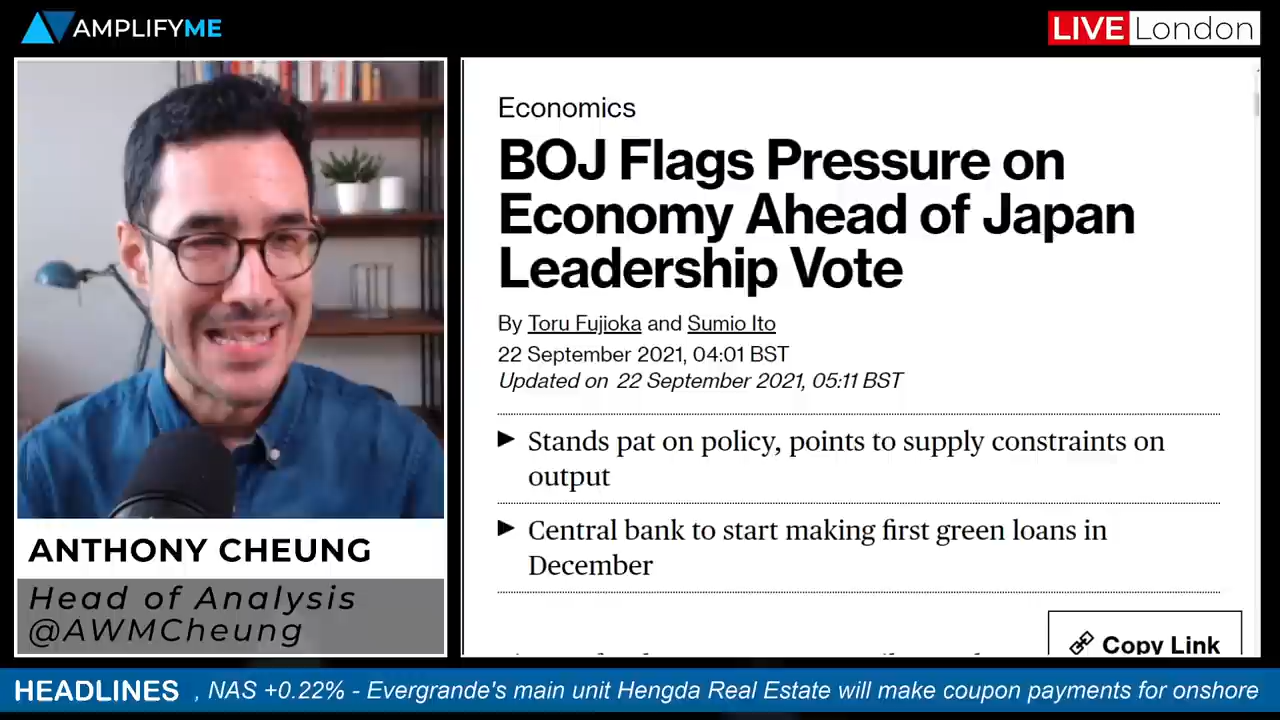 AMPLIFYME
LIVE London
Economics
BOJ Flags Pressure on
Economy Ahead of Japan
Leadership Vote
By Toru Fujioka and Sumio Ito
22 September 2021, 04:01 BST
Updated on 22 September 2021, 05:11 BST
▶ Stands pat on policy, points to supply constraints on
output
▶ Central bank to start making first green loans in
December
Copy Link
ANTHONY CHEUNG
Head of Analysis
@AWMCheung
HEADLINES , NAS +0.22% - Evergrande's main unit Hengda Real Estate will make coupon payments for onshore